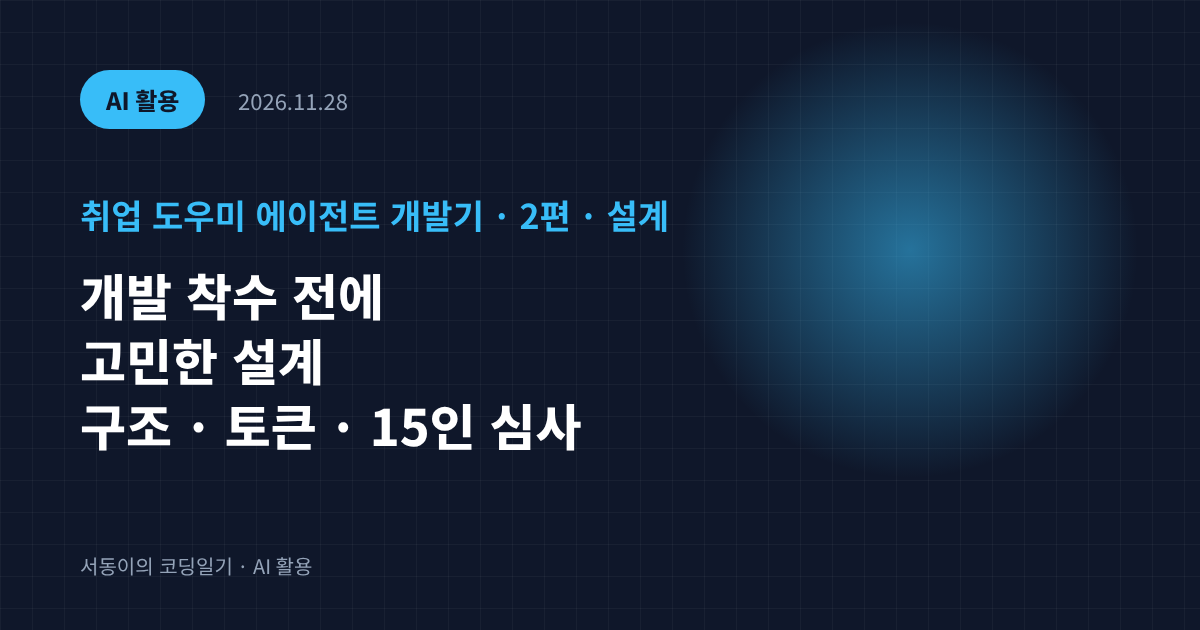 AI 활용
2026.11.28
취업 도우미 에이전트 개발기 · 2편 · 설계
개발 착수 전에
고민한 설계
구조 · 토큰 · 15인 심사
서동이의 코딩일기 · AI 활용